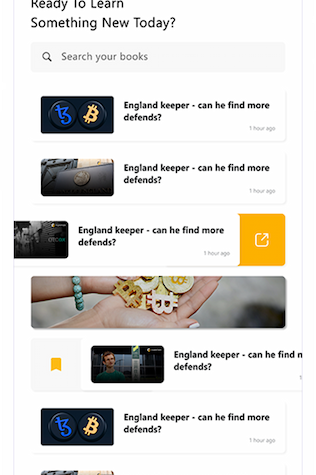 Ready To Learn
Something New Today?
Search your books
England keeper - can he find more
defends?
1 hour ago
England keeper - can he find more
defends?
1 hour ago
England keeper - can he find more
defends?
1 hour ago
England keeper - can he find m
defends?
1
England keeper - can he find more
defends?
1 hour ago